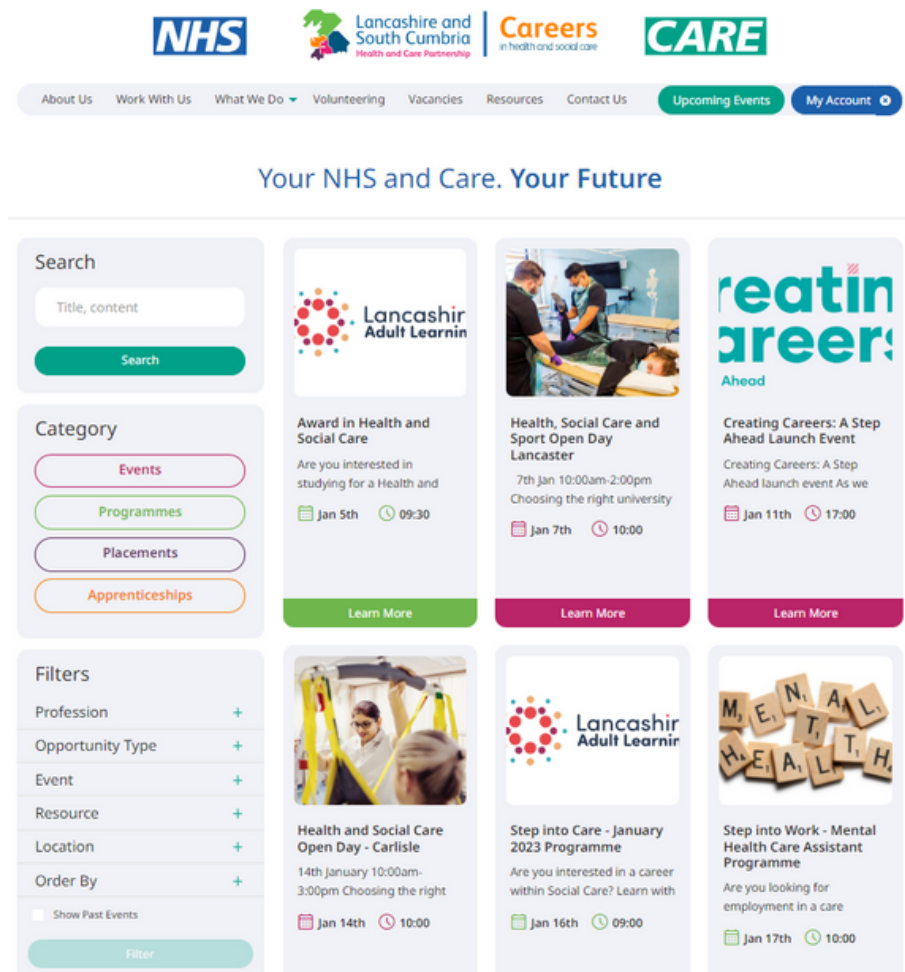 NHS
Lancashire and
South Cumbria
Health and Care Partnership
Careers
in health and social care
CARE
About Us
Work With Us
What We Do
Volunteering
Vacancies
Resources
Contact Us
Upcoming Events
My Account
Your NHS and Care. Your Future
Search
Title, content
Search
Category
Events
Programmes
Placements
Apprenticeships
Filters
Profession
Opportunity Type
Event
Resource
Location
Order By
Show Past Events
Filter
Lancashir
Adult Learnin
Award in Health and
Social Care
Are you interested in
studying for a Health and
Jan 5th 09:30
Learn More
Health, Social Care and
Sport Open Day
Lancaster
7th Jan 10:00am-2:00pm
Choosing the right university
Jan 7th 10:00
Learn More
reatin
areers
Ahead
Creating Careers: A Step
Ahead Launch Event
Creating Careers: A Step
Ahead launch event As we
Jan 11th 17:00
Learn More
Health and Social Care
Open Day - Carlisle
14th January 10:00am-
3:00pm Choosing the right
Jan 14th 10:00
Lancashir
Adult Learnin
Step into Care - January
2023 Programme
Are you interested in a career
within Social Care? Learn with
Jan 16th 09:00
MENTAL
HEALTH
Step into Work - Mental
Health Care Assistant
Programme
Are you looking for
employment in a care
Jan 17th 10:00